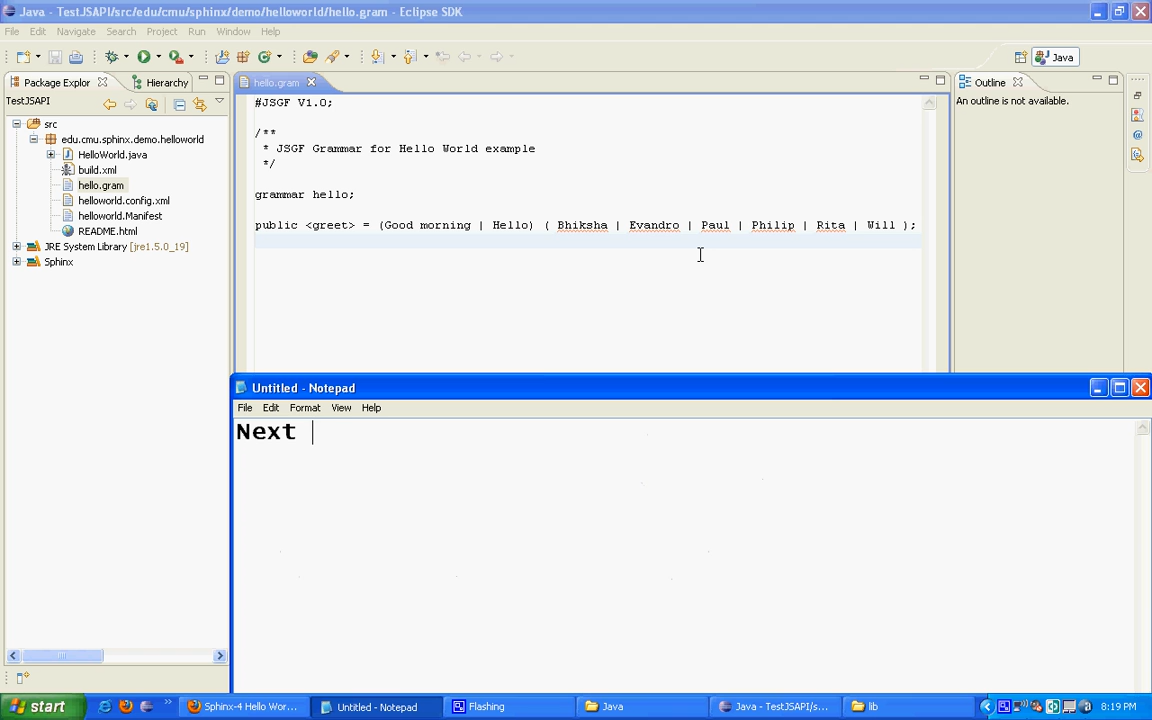 Java - TestJSAPI/src/edu/cmu/sphinx/demo/helloworld/hello.gram - Eclipse SDK
File Edit Navigate Search Project Run Window Help
Java
Package Explor
Hierarchy
hello.gram
Outline
TestJSAPI
An outline is not available.
src
edu.cmu.sphinx.demo.helloworld
HelloWorld.java
build.xml
hello.gram
helloworld.config.xml
helloworld.Manifest
README.html
JRE System Library [jre1.5.0_19]
Sphinx
#JSGF V1.0;
/**
* JSGF Grammar for Hello World example
*/
grammar hello;
public <greet> = (Good morning | Hello) ( Bhiksha | Evandro | Paul | Philip | Rita | Will );
Untitled - Notepad
File Edit Format View Help
Next
start
Sphinx-4 Hello Wor...
Untitled - Notepad
Flashing
Java
Java - TestJSAPI/s...
lib
8:19 PM